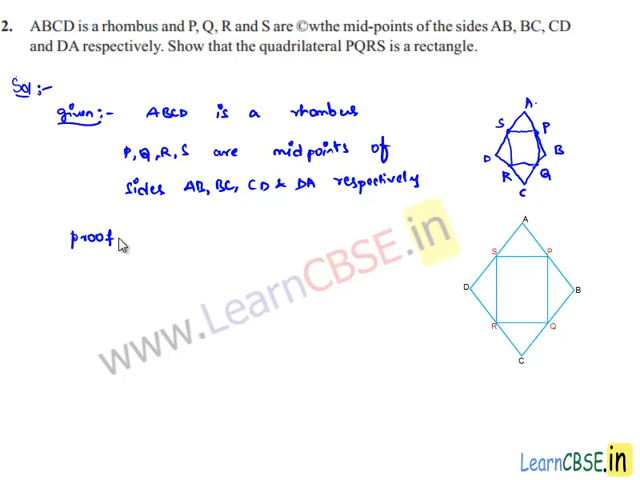 2. ABCD is a rhombus and P, Q, R and S are ©wthe mid-points of the sides AB, BC, CD
and DA respectively. Show that the quadrilateral PQRS is a rectangle.
Sol :-
given:- ABCD is a rhombus
P, Q, R, S are midpoints of
sides AB, BC, CD & DA respectively
proof
A
S P
D B
R Q
C
A
S P
D B
R Q
C
www.LearnCBSE.in
LearnCBSE.in